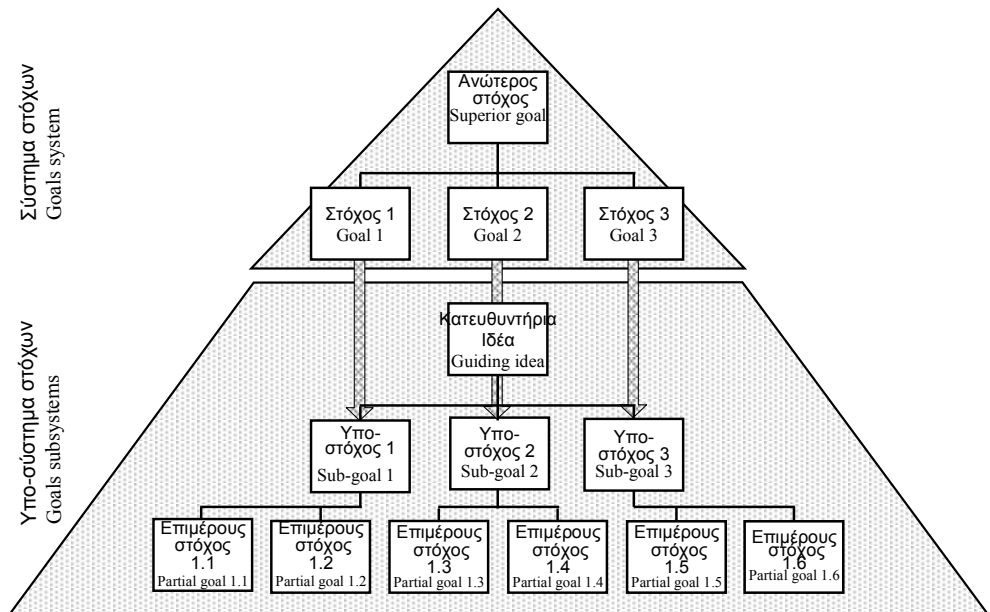 Σύστημα στόχων
Goals system
Ανώτερος
στόχος
Superior goal
Στόχος 1
Goal 1
Στόχος 2
Goal 2
Στόχος 3
Goal 3
Υπο-σύστημα στόχων
Goals subsystems
Κατευθυντήρια
Ιδέα
Guiding idea
Υπο-
στόχος 1
Sub-goal 1
Υπο-
στόχος 2
Sub-goal 2
Υπο-
στόχος 3
Sub-goal 3
Επιμέρους
στόχος
1.1
Partial goal 1.1
Επιμέρους
στόχος
1.2
Partial goal 1.2
Επιμέρους
στόχος
1.3
Partial goal 1.3
Επιμέρους
στόχος
1.4
Partial goal 1.4
Επιμέρους
στόχος
1.5
Partial goal 1.5
Επιμέρους
στόχος
1.6
Partial goal 1.6